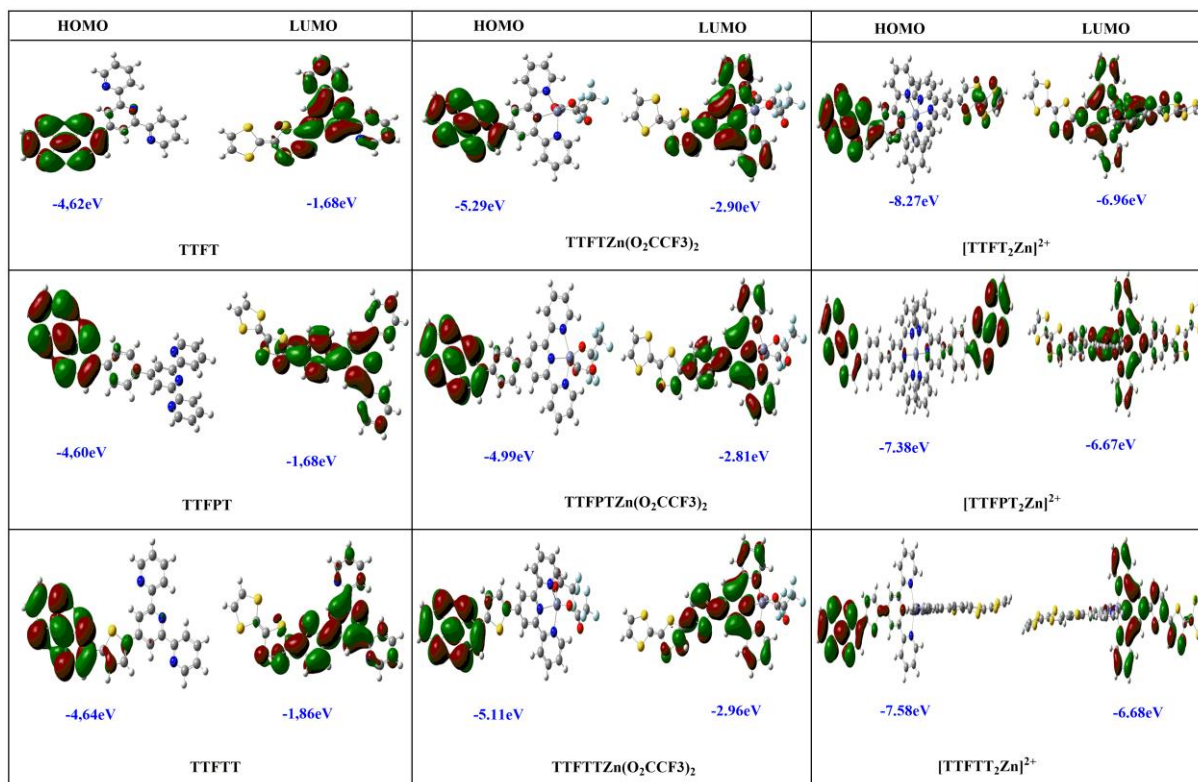 HOMO LUMO HOMO LUMO HOMO LUMO
-4,62eV -1,68eV -5.29eV -2.90eV -8.27eV -6.96eV
TTFT TTFTZn(O₂CCF3)₂ [TTFT₂Zn]²⁺
-4,60eV -1,68eV -4.99eV -2.81eV -7.38eV -6.67eV
TTFPT TTFPTZn(O₂CCF3)₂ [TTFPT₂Zn]²⁺
-4,64eV -1,86eV -5.11eV -2.96eV -7.58eV -6.68eV
TTFTT TTFTTZn(O₂CCF3)₂ [TTFTT₂Zn]²⁺